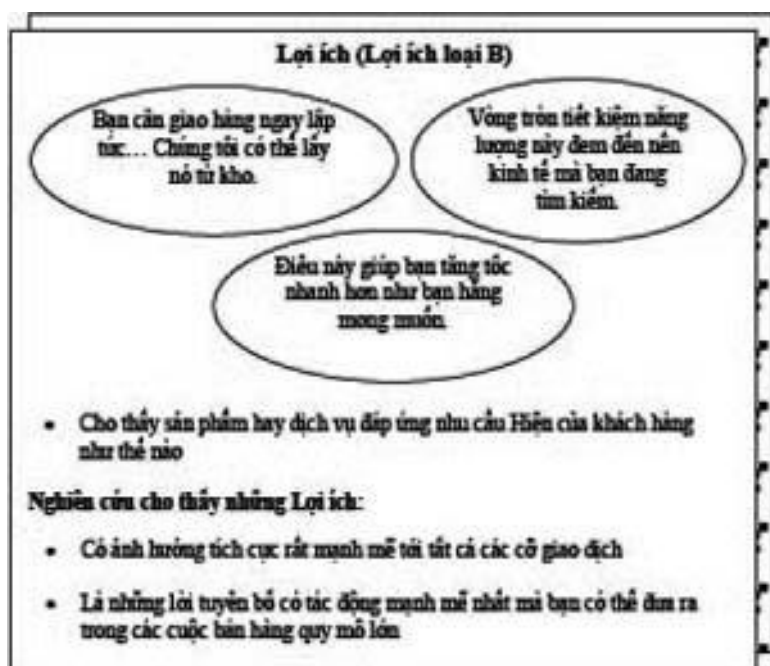 Lợi ích (Lợi ích loại B)
Bạn cần giao hàng ngay lập
tức… Chúng tôi có thể lấy
nó từ kho.
Vòng tròn tiết kiệm năng
lượng này đem đến nền
kinh tế mà bạn đang
tìm kiếm.
Điều này giúp bạn tăng tốc
nhanh hơn như bạn hằng
mong muốn.
• Cho thấy sản phẩm hay dịch vụ đáp ứng nhu cầu Hiện của khách hàng
như thế nào
Nghiên cứu cho thấy những Lợi ích:
• Có ảnh hưởng tích cực rất mạnh mẽ tới tất cả các cỡ giao dịch
• Là những lời tuyên bố có tác động mạnh mẽ nhất mà bạn có thể đưa ra
trong các cuộc bán hàng quy mô lớn